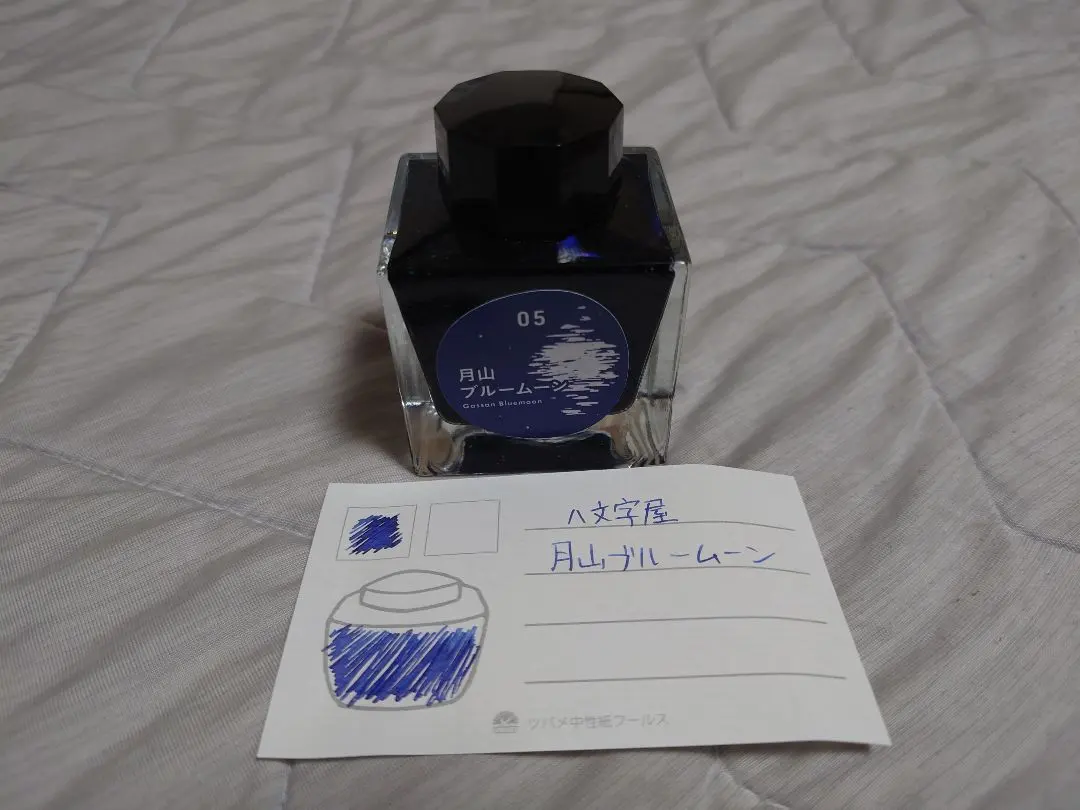 05
月山
ブルームーン
Gassan Bluemoon
八文字屋
月山ブルームーン
ツバメ中性紙フールス